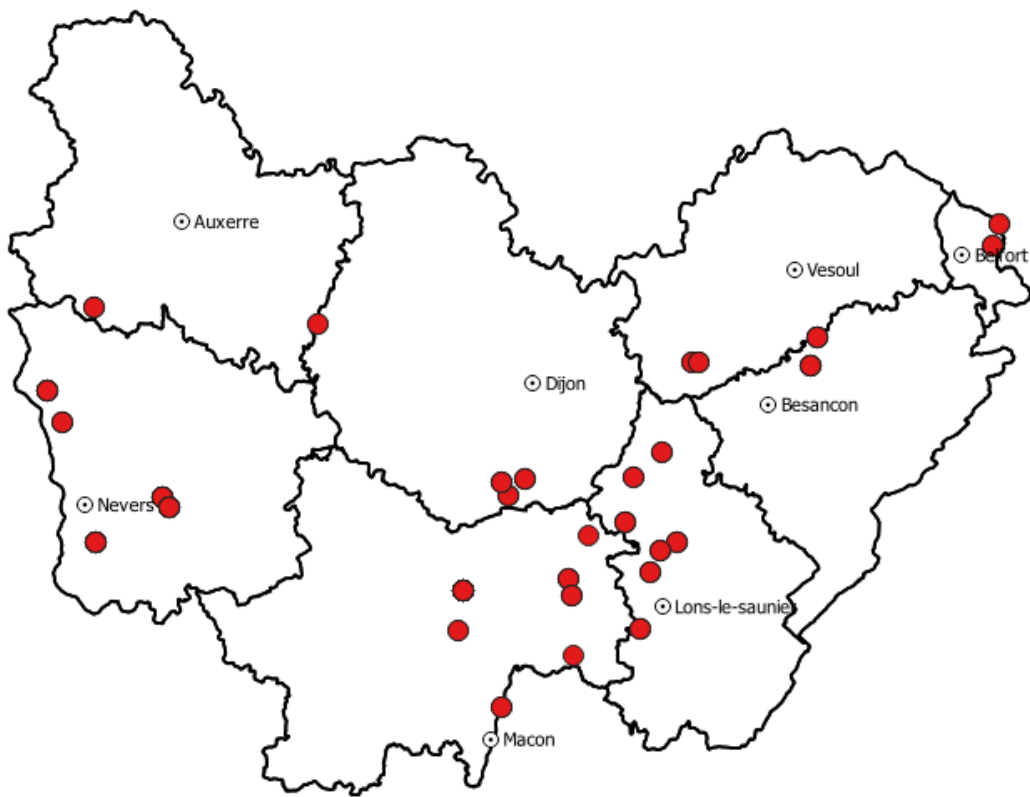 Auxerre
Belfort
Vesoul
Dijon
Besancon
Nevers
Lons-le-saunier
Macon